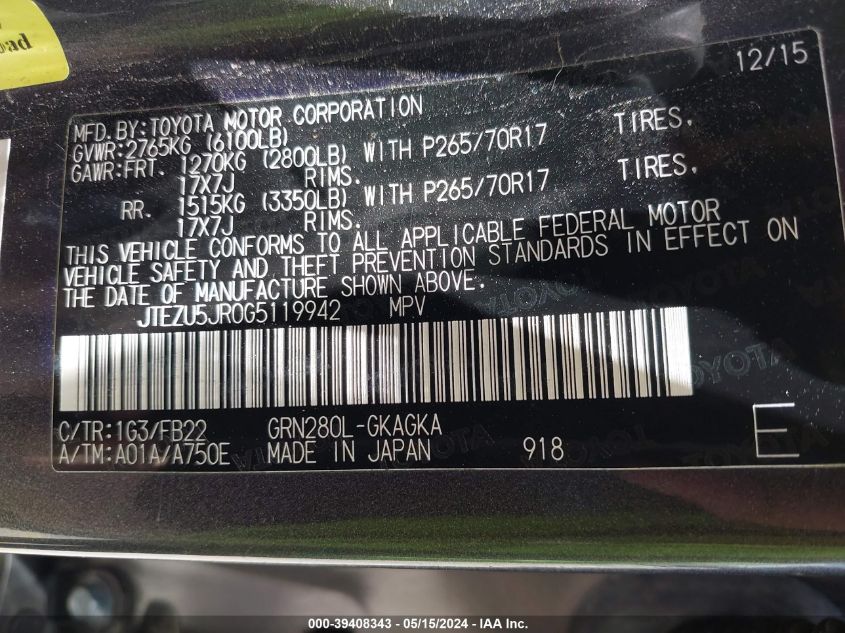 oad
12/15
MFD.BY:TOYOTA MOTOR CORPORATION
GVWR:2765KG (6100LB)
GAWR:FRT. 1270KG (2800LB) WITH P265/70R17 TIRES,
17X7J RIMS.
RR. 1515KG (3350LB) WITH P265/70R17 TIRES,
17X7J RIMS.
THIS VEHICLE CONFORMS TO ALL APPLICABLE FEDERAL MOTOR
VEHICLE SAFETY AND THEFT PREVENTION STANDARDS IN EFFECT ON
THE DATE OF MANUFACTURE SHOWN ABOVE.
JTEZU5JR0G5119942 MPV
C/TR:1G3/FB22 GRN280L-GKAGKA
A/TM:A01A/A750E MADE IN JAPAN 918 E
TOYOTA
000-39408343 - 05/15/2024 - IAA Inc.